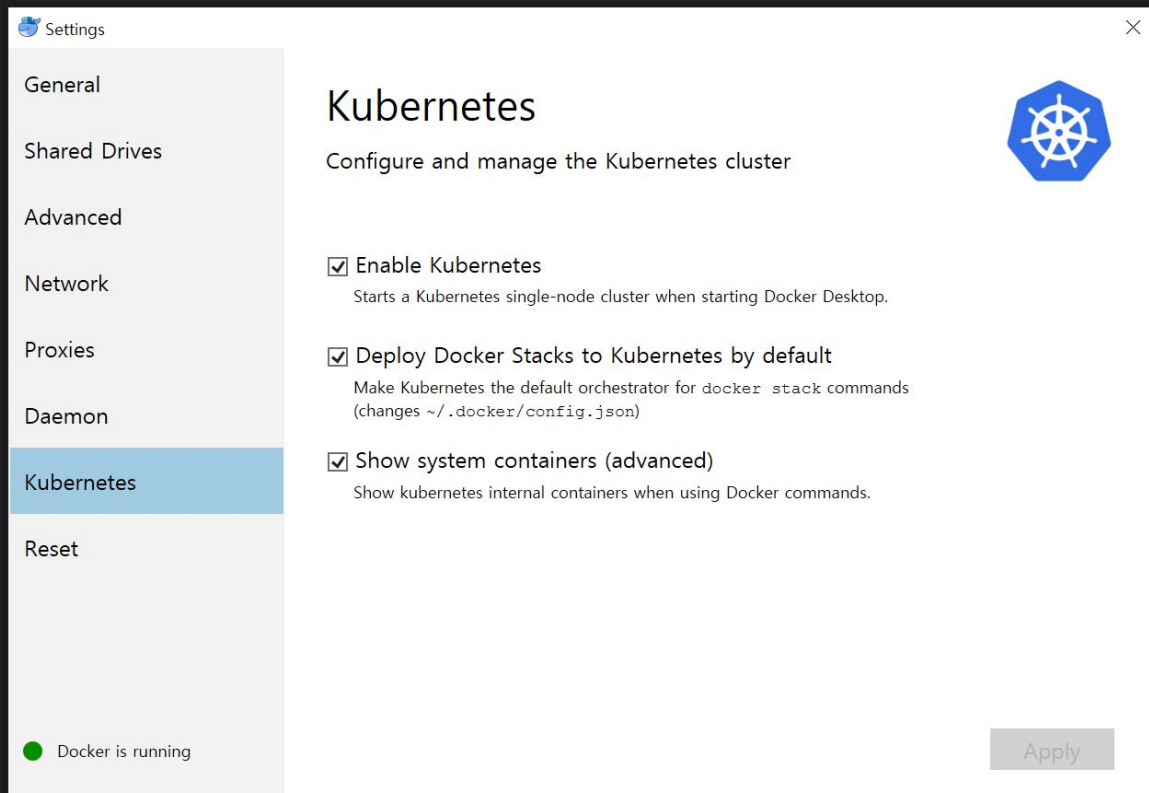 Settings
General
Shared Drives
Advanced
Network
Proxies
Daemon
Kubernetes
Reset
Docker is running
Kubernetes
Configure and manage the Kubernetes cluster
Enable Kubernetes
Starts a Kubernetes single-node cluster when starting Docker Desktop.
Deploy Docker Stacks to Kubernetes by default
Make Kubernetes the default orchestrator for docker stack commands
(changes ~/.docker/config.json)
Show system containers (advanced)
Show kubernetes internal containers when using Docker commands.
Apply